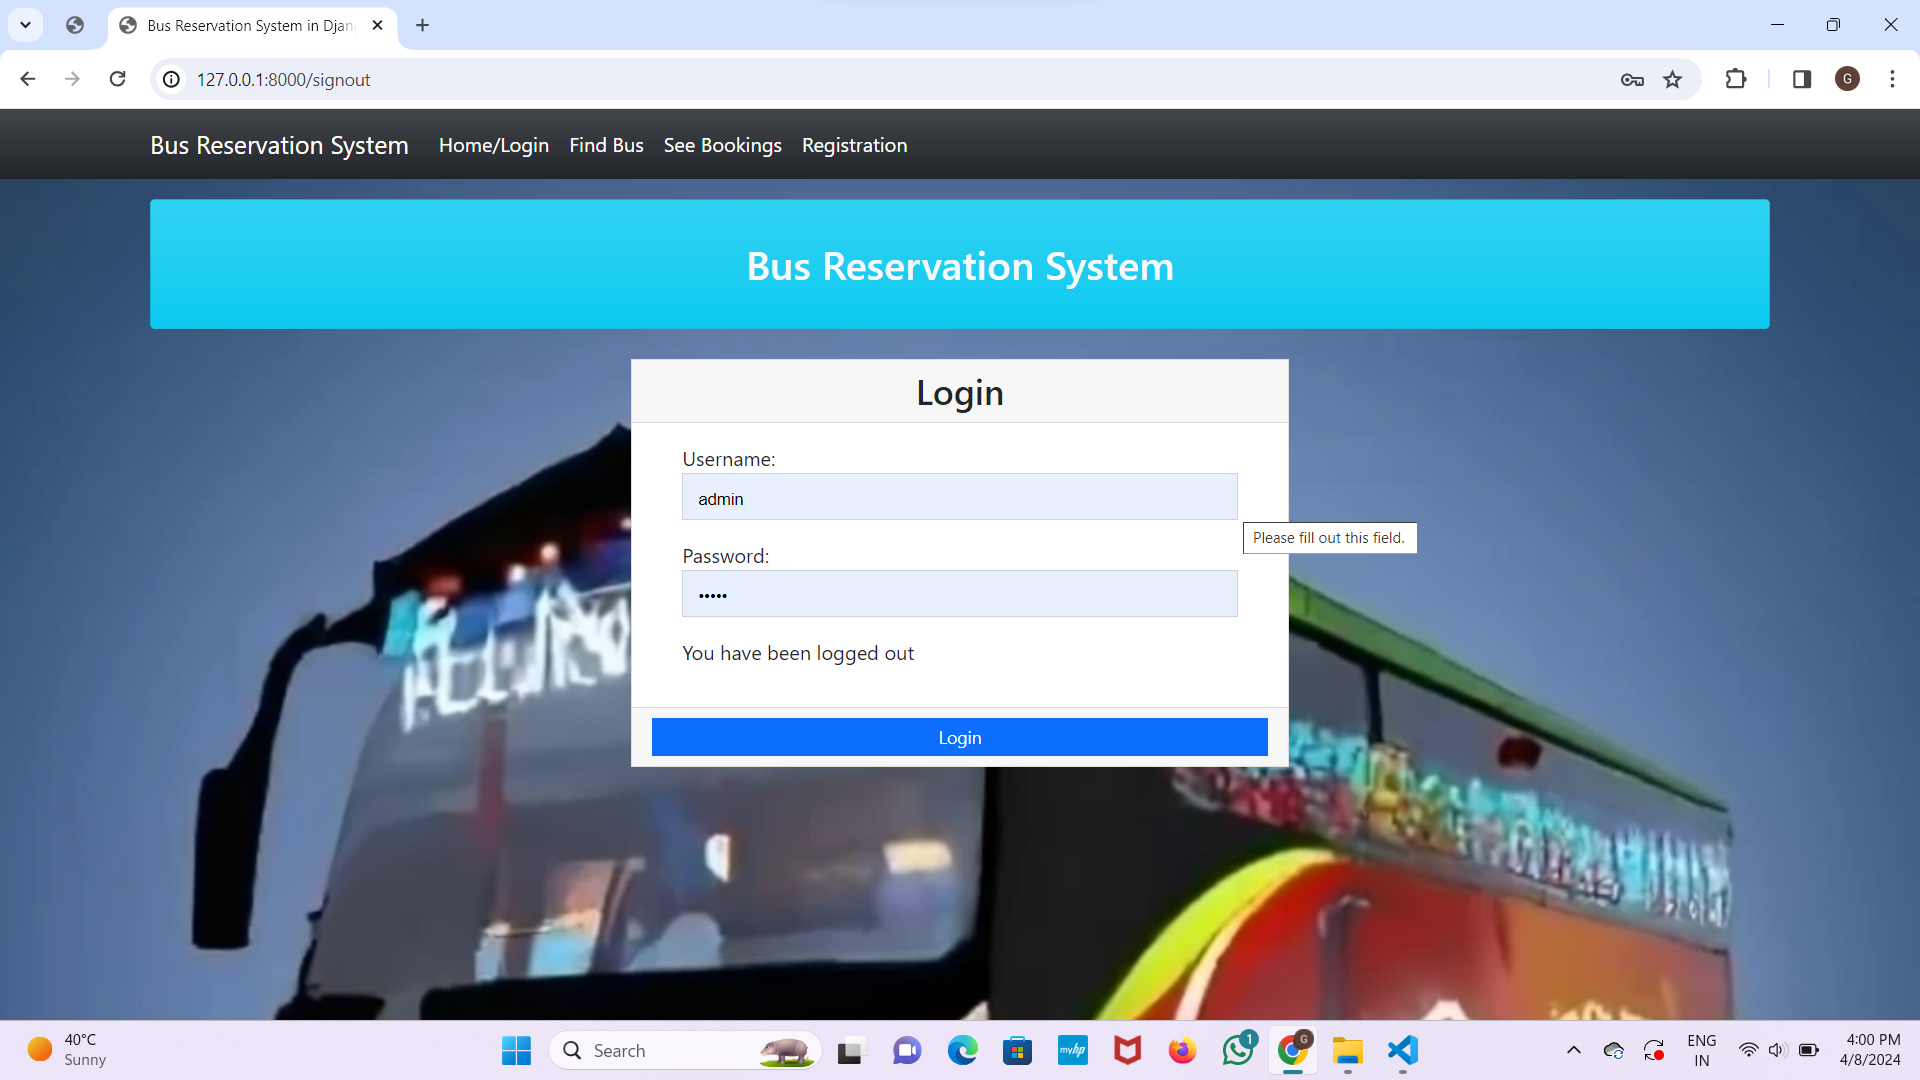 Bus Reservation System in Djan
127.0.0.1:8000/signout
G
Bus Reservation System
Home/Login
Find Bus
See Bookings
Registration
Bus Reservation System
Login
Username:
admin
Please fill out this field.
Password:
•••••
You have been logged out
Login
40°C
Sunny
Search
myhp
1
G
ENG
IN
4:00 PM
4/8/2024